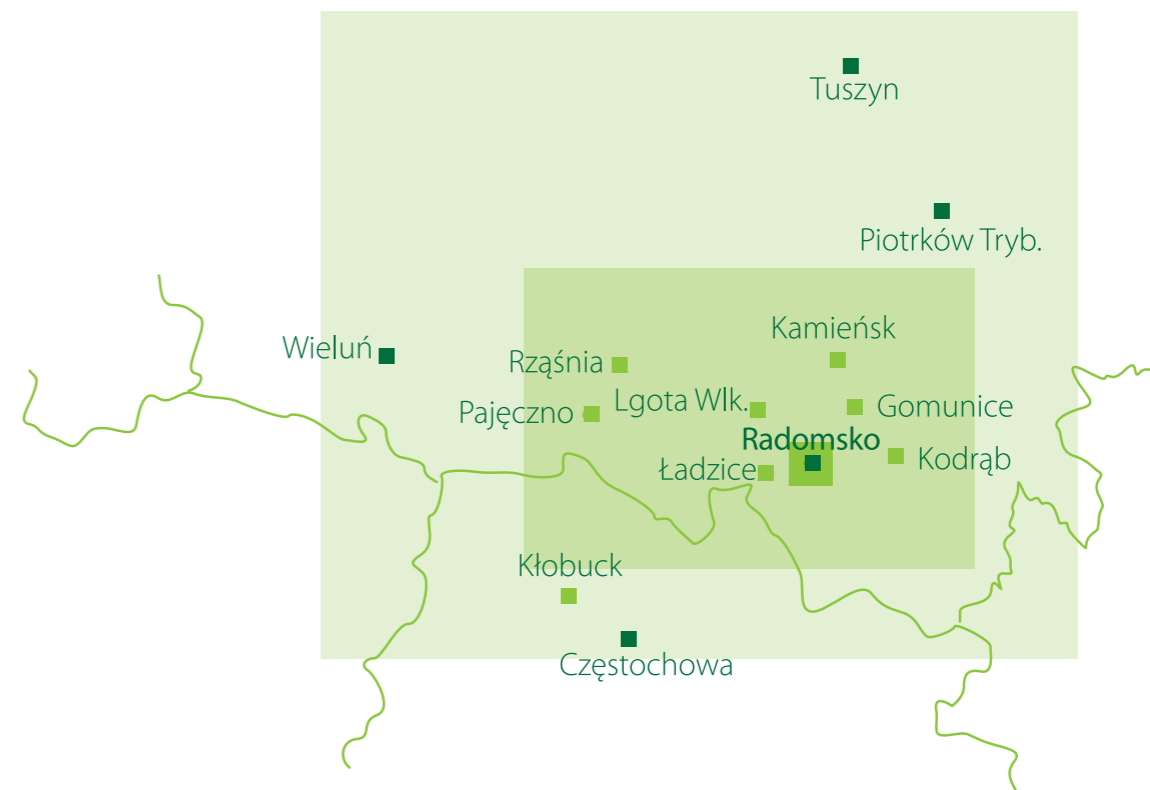 Tuszyn
Piotrków Tryb.
Kamieńsk
Wieluń
Rząśnia
Lgota Wlk.
Pajęczno
Gomunice
Radomsko
Ładzice
Kodrąb
Kłobuck
Częstochowa